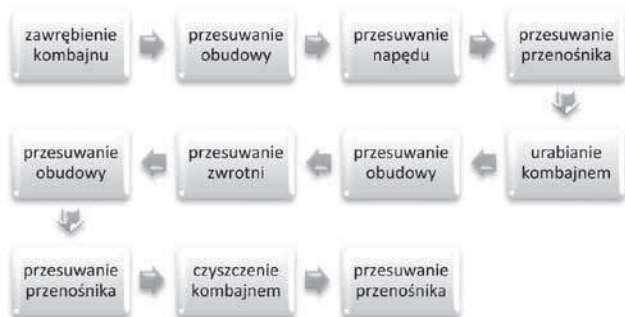 zawrębienie
kombajnu
przesuwanie
obudowy
przesuwanie
napędu
przesuwanie
przenośnika
przesuwanie
obudowy
przesuwanie
zwrotni
przesuwanie
obudowy
urabianie
kombajnem
przesuwanie
przenośnika
czyszczenie
kombajnem
przesuwanie
przenośnika